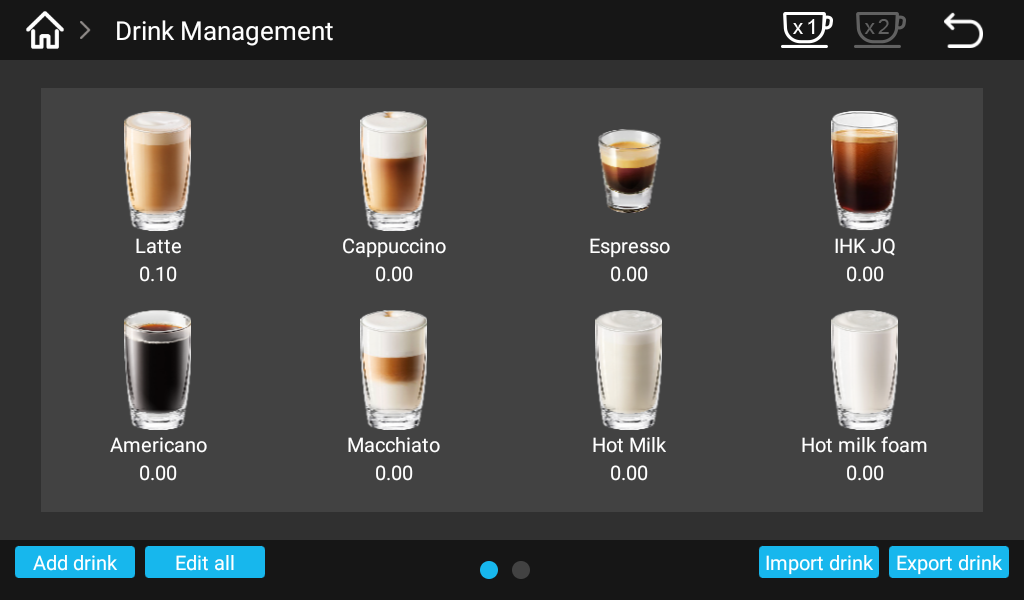 Drink Management
x1
x2
Latte
0.10
Cappuccino
0.00
Espresso
0.00
IHK JQ
0.00
Americano
0.00
Macchiato
0.00
Hot Milk
0.00
Hot milk foam
0.00
Add drink
Edit all
Import drink
Export drink